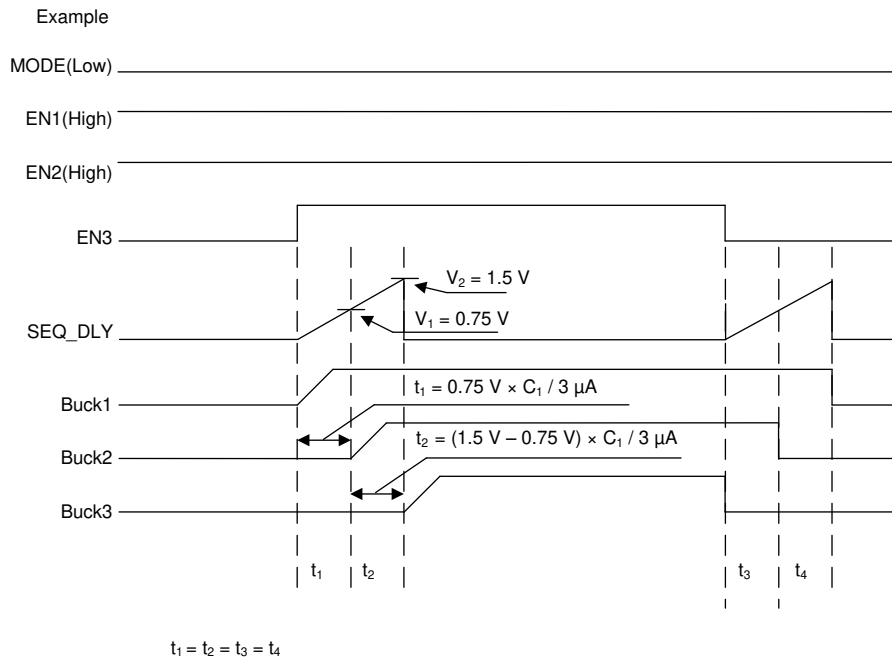 Example
MODE(Low)
EN1(High)
EN2(High)
EN3
V₂ = 1.5 V
V₁ = 0.75 V
SEQ_DLY
t₁ = 0.75 V × C₁ / 3 µA
Buck1
t₂ = (1.5 V – 0.75 V) × C₁ / 3 µA
Buck2
Buck3
t₁ t₂ t₃ t₄
t₁ = t₂ = t₃ = t₄